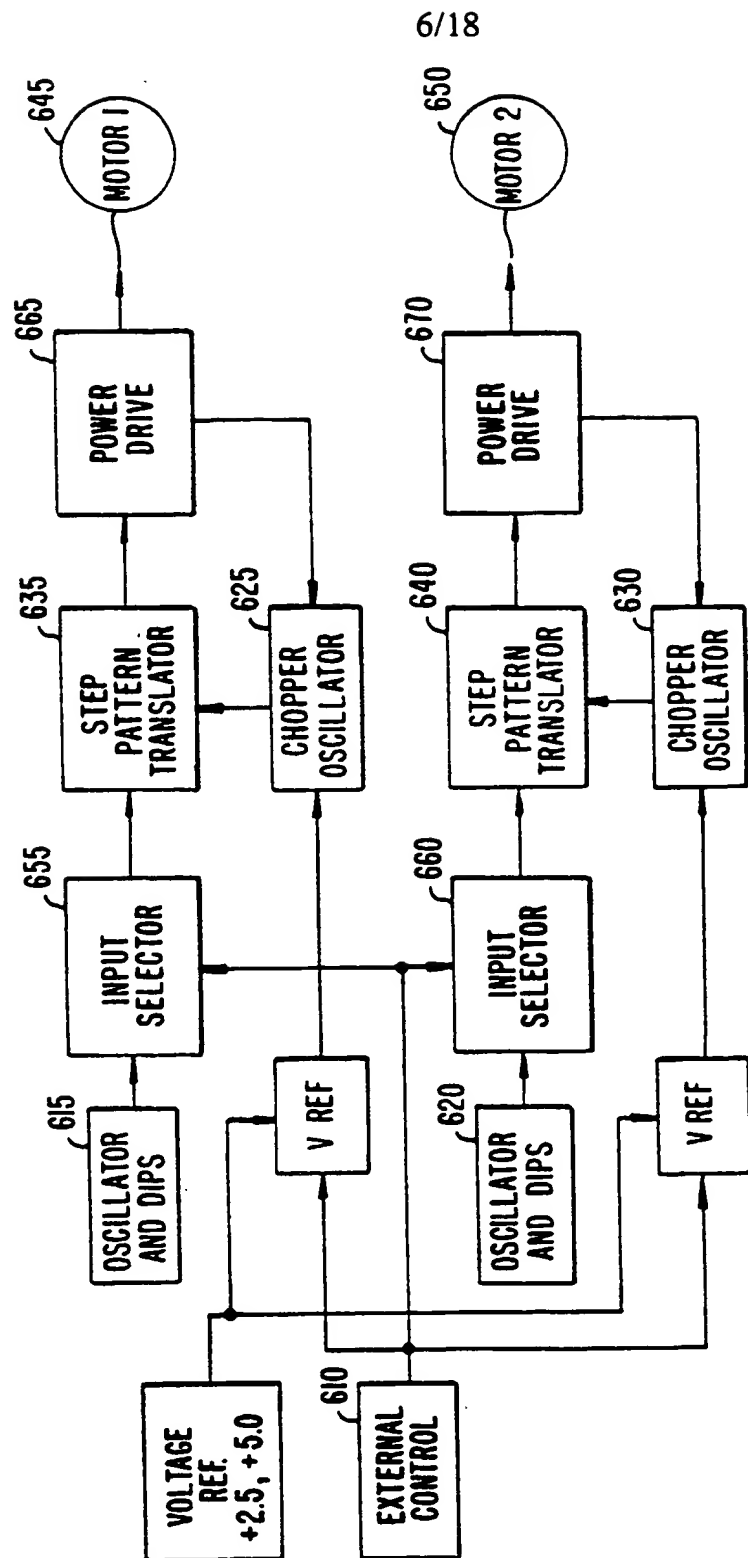 6/18
VOLTAGE
REF.
+2.5, +5.0
610
EXTERNAL
CONTROL
615
OSCILLATOR
AND DIPS
V REF
655
INPUT
SELECTOR
635
STEP
PATTERN
TRANSLATOR
625
CHOPPER
OSCILLATOR
665
POWER
DRIVE
645
MOTOR 1
620
OSCILLATOR
AND DIPS
V REF
660
INPUT
SELECTOR
640
STEP
PATTERN
TRANSLATOR
630
CHOPPER
OSCILLATOR
670
POWER
DRIVE
650
MOTOR 2